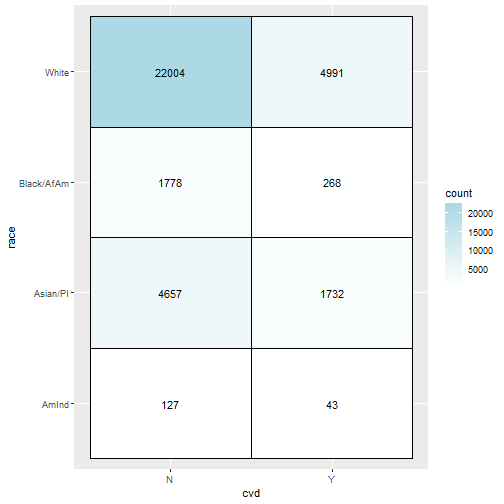 White 22004 4991
Black/AfAm 1778 268
Asian/PI 4657 1732
AmInd 127 43
N Y
cvd
race
count
20000
15000
10000
5000